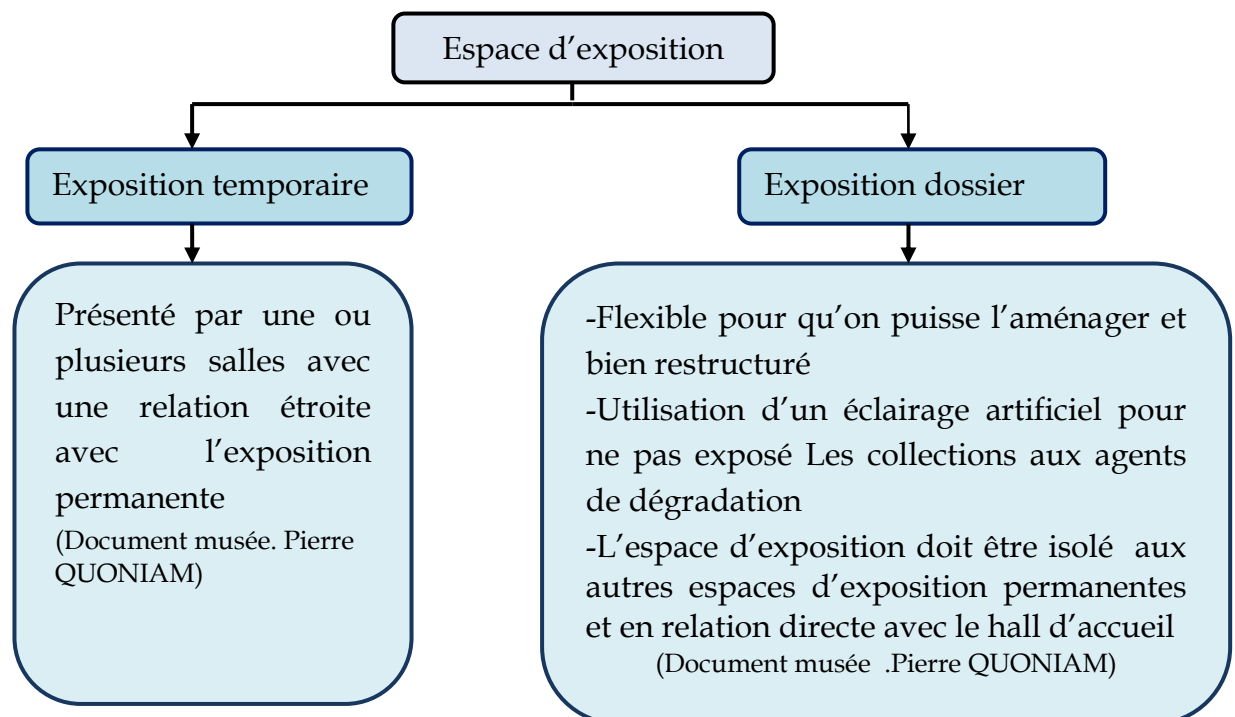 Espace d’exposition
Exposition temporaire
Exposition dossier
Présenté par une ou
plusieurs salles avec
une relation étroite
avec l’exposition
permanente
(Document musée. Pierre
QUONIAM)
-Flexible pour qu’on puisse l’aménager et
bien restructuré
-Utilisation d’un éclairage artificiel pour
ne pas exposé Les collections aux agents
de dégradation
-L’espace d’exposition doit être isolé aux
autres espaces d’exposition permanentes
et en relation directe avec le hall d’accueil
(Document musée .Pierre QUONIAM)